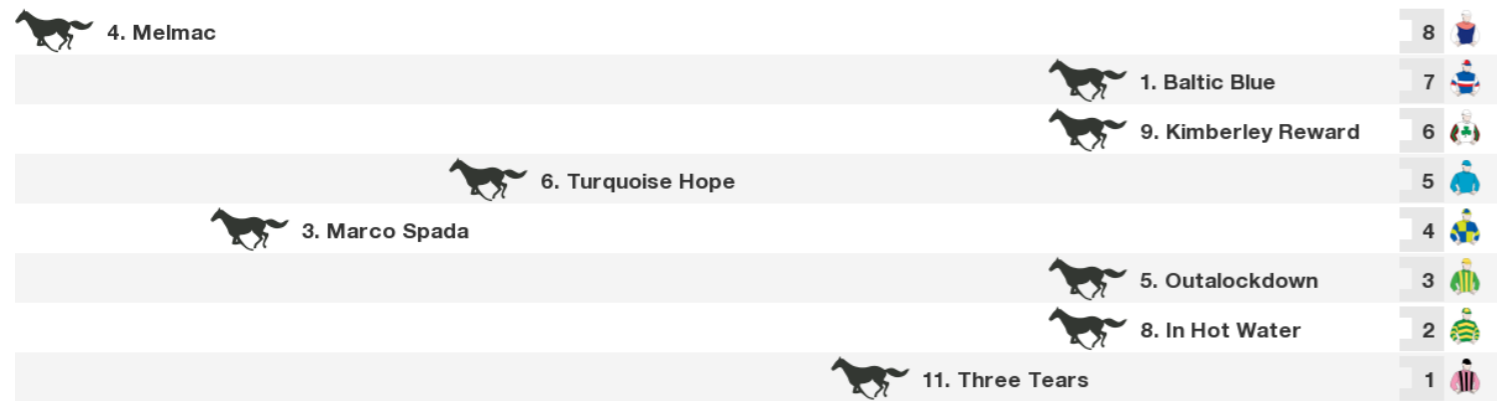 4. Melmac 8
1. Baltic Blue 7
9. Kimberley Reward 6
6. Turquoise Hope 5
3. Marco Spada 4
5. Outalockdown 3
8. In Hot Water 2
11. Three Tears 1